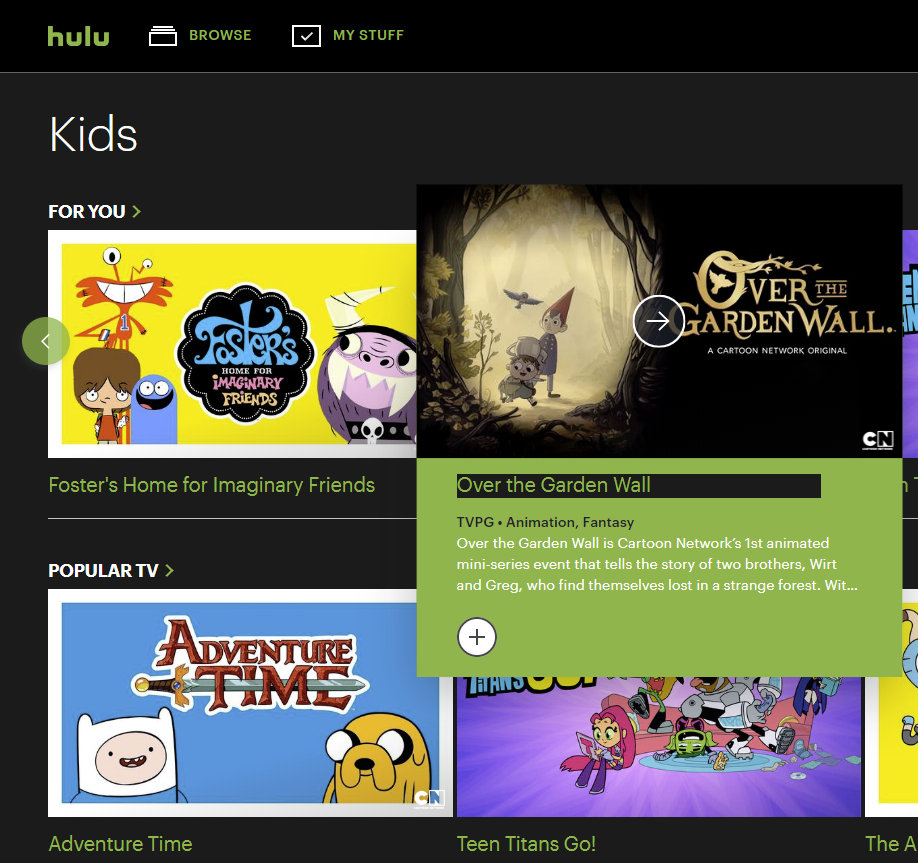 hulu BROWSE MY STUFF
Kids
FOR YOU
FOSTER'S
HOME FOR
IMAGINARY
FRIENDS
1
OVER THE
GARDEN WALL.
A CARTOON NETWORK ORIGINAL
CN
Foster's Home for Imaginary Friends
Over the Garden Wall
TVPG • Animation, Fantasy
Over the Garden Wall is Cartoon Network's 1st animated
mini-series event that tells the story of two brothers, Wirt
and Greg, who find themselves lost in a strange forest. Wit...
POPULAR TV
ADVENTURE
TIME
CN
TITANS GO!
Adventure Time
Teen Titans Go!
The A